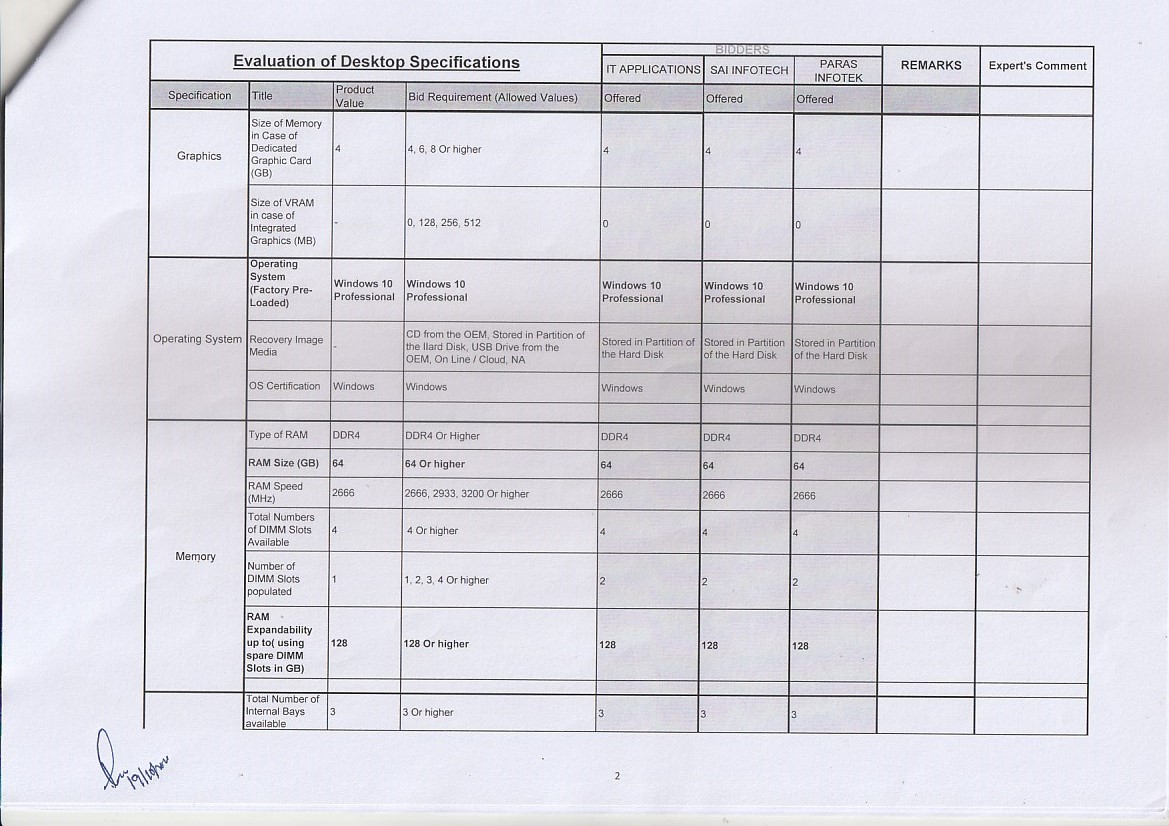 BIDDERS
Evaluation of Desktop Specifications
IT APPLICATIONS SAI INFOTECH PARAS INFOTEK REMARKS Expert's Comment
Specification Title Product Value Bid Requirement (Allowed Values) Offered Offered Offered
Graphics
Size of Memory in Case of Dedicated Graphic Card (GB) 4 4, 6, 8 Or higher 4 4 4
Size of VRAM in case of Integrated Graphics (MB) - 0, 128, 256, 512 0 0 0
Operating System
Operating System (Factory Pre-Loaded) Windows 10 Professional Windows 10 Professional Windows 10 Professional Windows 10 Professional Windows 10 Professional
Recovery Image Media - CD from the OEM, Stored in Partition of the Hard Disk, USB Drive from the OEM, On Line / Cloud, NA Stored in Partition of the Hard Disk Stored in Partition of the Hard Disk Stored in Partition of the Hard Disk
OS Certification Windows Windows Windows Windows Windows
Memory
Type of RAM DDR4 DDR4 Or Higher DDR4 DDR4 DDR4
RAM Size (GB) 64 64 Or higher 64 64 64
RAM Speed (MHz) 2666 2666, 2933, 3200 Or higher 2666 2666 2666
Total Numbers of DIMM Slots Available 4 4 Or higher 4 4 4
Number of DIMM Slots populated 1 1, 2, 3, 4 Or higher 2 2 2
RAM Expandability up to( using spare DIMM Slots in GB) 128 128 Or higher 128 128 128
Total Number of Internal Bays available 3 3 Or higher 3 3 3
2